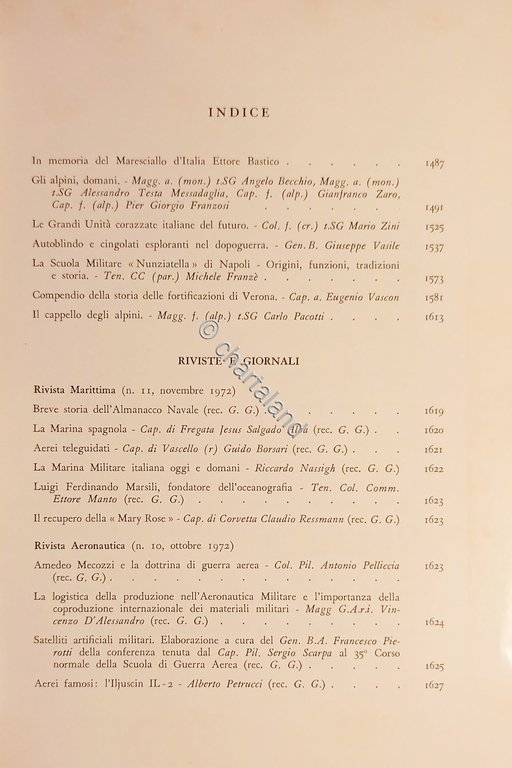 INDICE
In memoria del Maresciallo d'Italia Ettore Bastico . . . . . . 1487
Gli alpini, domani. - Magg. a. (mon.) t.SG Angelo Becchio, Magg. a. (mon.)
t.SG Alessandro Testa Messadaglia, Cap. f. (alp.) Gianfranco Zaro,
Cap. f. (alp.) Pier Giorgio Franzosi . . . . . . . . 1491
Le Grandi Unità corazzate italiane del futuro. - Col. f. (cr.) t.SG Mario Zini 1525
Autoblindo e cingolati esploranti nel dopoguerra. - Gen. B. Giuseppe Vasile 1537
La Scuola Militare « Nunziatella » di Napoli - Origini, funzioni, tradizioni
e storia. - Ten. CC (par.) Michele Franzè . . . . . . . 1573
Compendio della storia delle fortificazioni di Verona. - Cap. a. Eugenio Vascon 1581
Il cappello degli alpini. - Magg. f. (alp.) t.SG Carlo Pacotti . . . . 1613
© chartaland
RIVISTE E GIORNALI
Rivista Marittima (n. 11, novembre 1972)
Breve storia dell'Almanacco Navale (rec. G. G.) . . . . . . . 1619
La Marina spagnola - Cap. di Fregata Jesus Salgado Alba (rec. G. G.) . . 1620
Aerei teleguidati - Cap. di Vascello (r) Guido Borsari (rec. G. G.) . . . 1621
La Marina Militare italiana oggi e domani - Riccardo Nassigh (rec. G. G.) 1622
Luigi Ferdinando Marsili, fondatore dell'oceanografia - Ten. Col. Comm.
Ettore Manto (rec. G. G.) . . . . . . . . . . 1623
Il recupero della « Mary Rose » - Cap. di Corvetta Claudio Ressmann (rec. G. G.) 1623
Rivista Aeronautica (n. 10, ottobre 1972)
Amedeo Mecozzi e la dottrina di guerra aerea - Col. Pil. Antonio Pelliccia
(rec. G. G.) . . . . . . . . . . . . . 1623
La logistica della produzione nell'Aeronautica Militare e l'importanza della
coproduzione internazionale dei materiali militari - Magg G.A.r.i. Vin-
cenzo D'Alessandro (rec. G. G.) . . . . . . . . . 1624
Satelliti artificiali militari. Elaborazione a cura del Gen. B.A. Francesco Pie-
rotti della conferenza tenuta dal Cap. Pil. Sergio Scarpa al 35° Corso
normale della Scuola di Guerra Aerea (rec. G. G.) . . . . . 1625
Aerei famosi: l'Iljuscin IL-2 - Alberto Petrucci (rec. G. G.) . . . . 1627